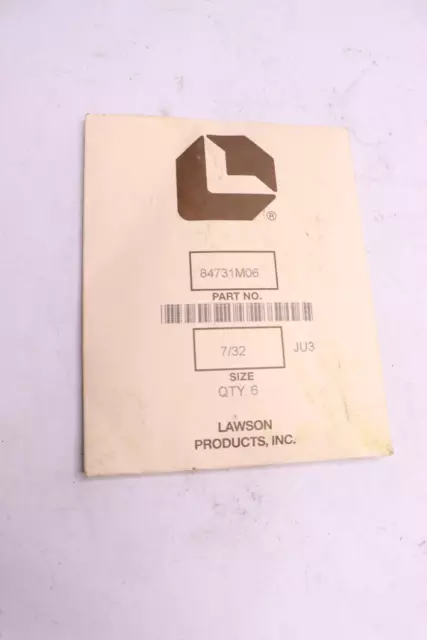 ®
84731M06
PART NO.
7/32 JU3
SIZE
QTY. 6
LAWSON
PRODUCTS, INC.